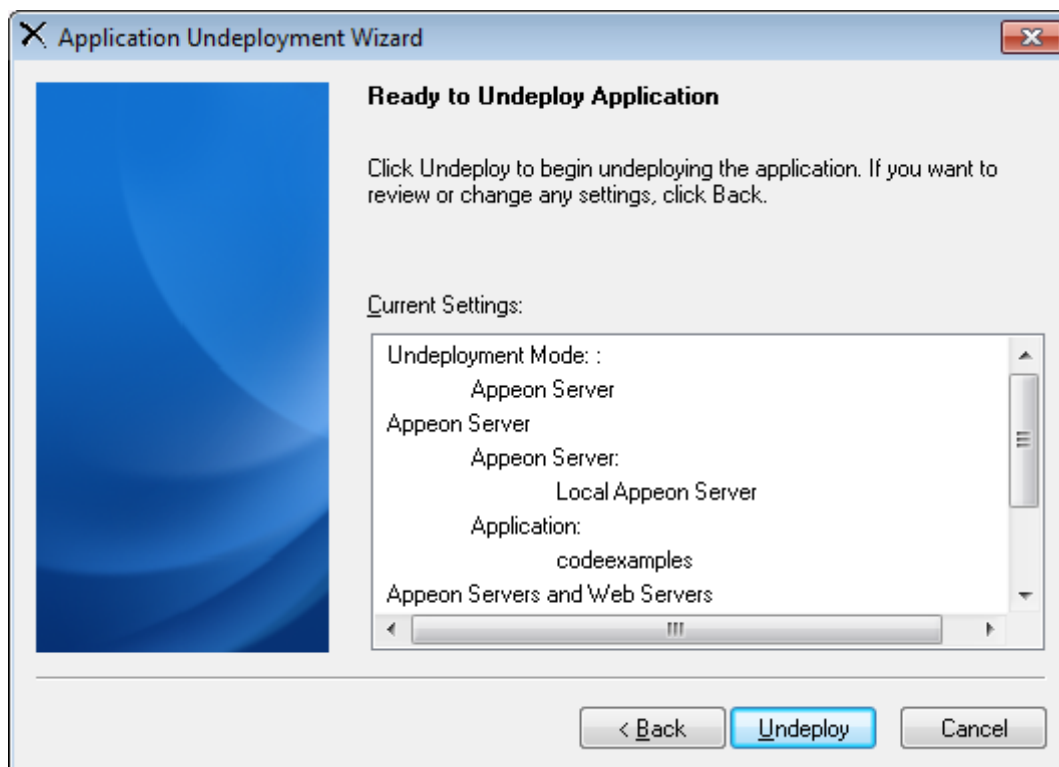 Application Undeployment Wizard
Ready to Undeploy Application
Click Undeploy to begin undeploying the application. If you want to
review or change any settings, click Back.
Current Settings:
Undeployment Mode: :
Appeon Server
Appeon Server
Appeon Server:
Local Appeon Server
Application:
codeexamples
Appeon Servers and Web Servers
< Back
Undeploy
Cancel